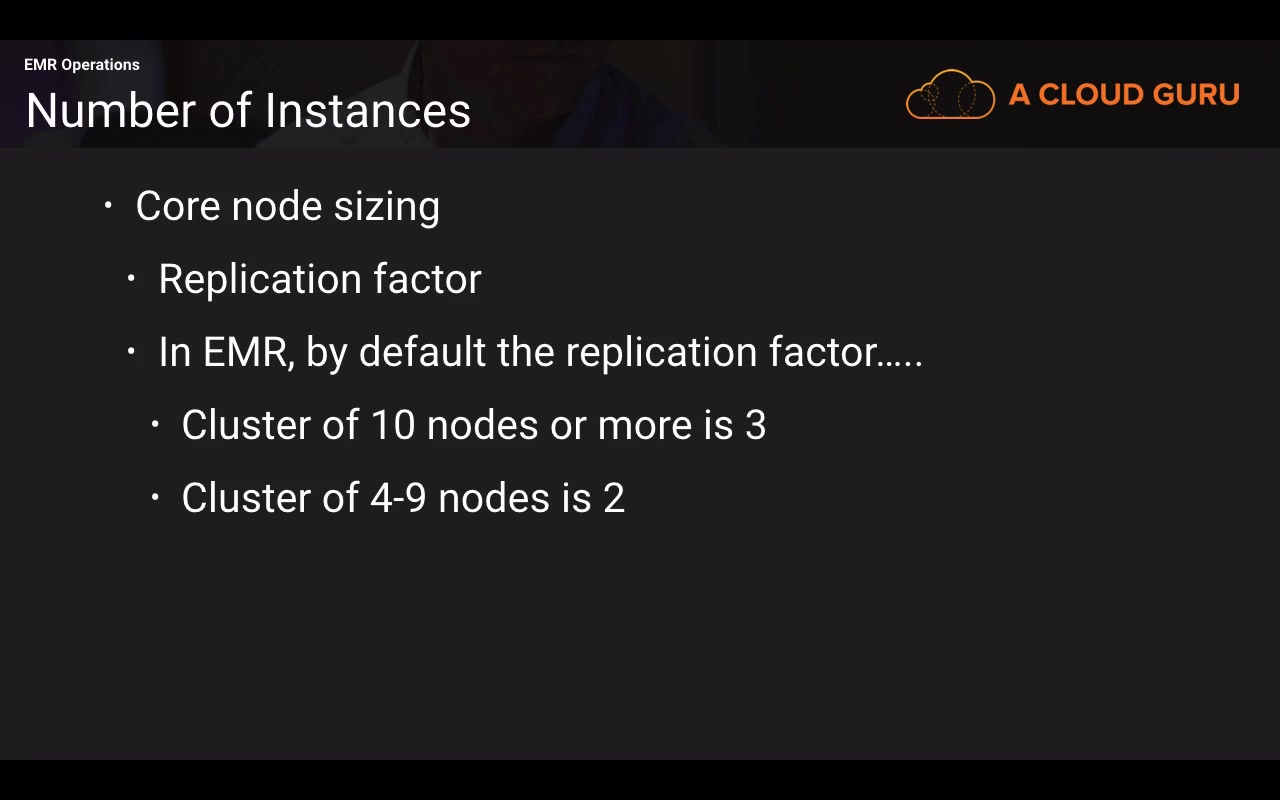 EMR Operations
Number of Instances
A CLOUD GURU
• Core node sizing
• Replication factor
• In EMR, by default the replication factor.....
• Cluster of 10 nodes or more is 3
• Cluster of 4-9 nodes is 2